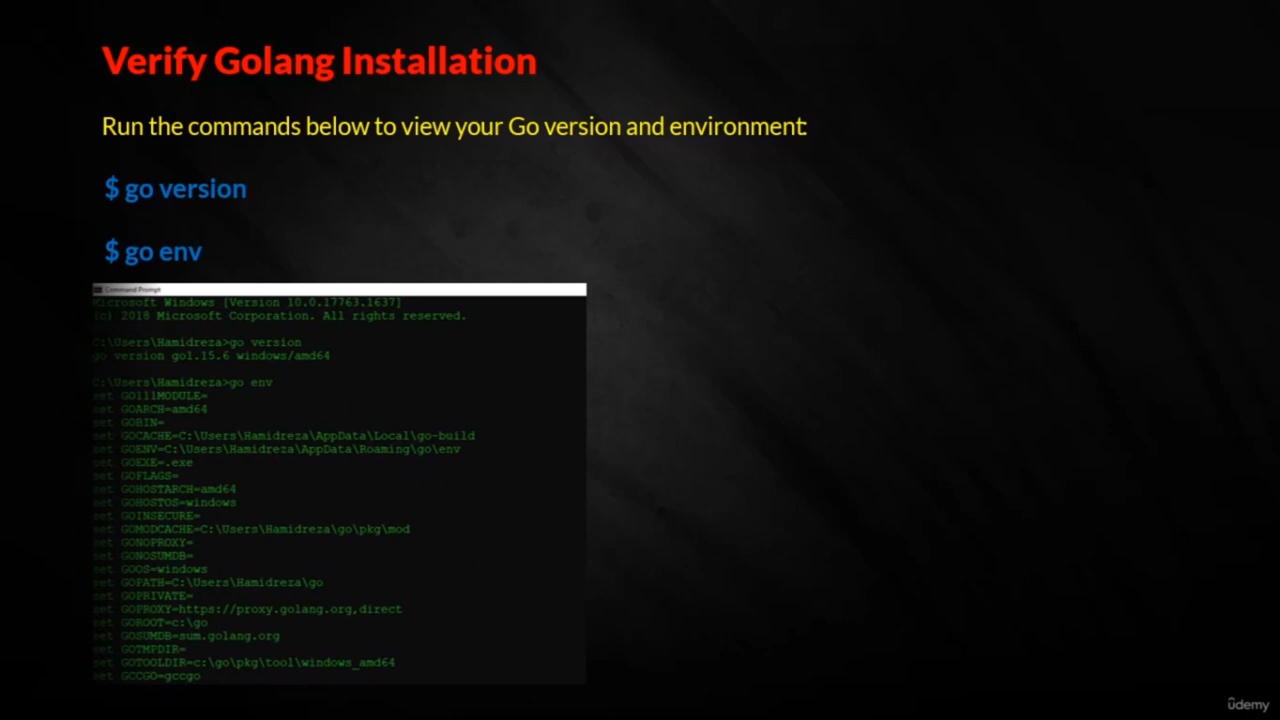 Verify Golang Installation
Run the commands below to view your Go version and environment:
$ go version
$ go env
Command Prompt
Microsoft Windows [Version 10.0.17763.1637]
(c) 2018 Microsoft Corporation. All rights reserved.
C:\Users\Hamidreza>go version
go version go1.15.6 windows/amd64
C:\Users\Hamidreza>go env
set GO111MODULE=
set GOARCH=amd64
set GOBIN=
set GOCACHE=C:\Users\Hamidreza\AppData\Local\go-build
set GOENV=C:\Users\Hamidreza\AppData\Roaming\go\env
set GOEXE=.exe
set GOFLAGS=
set GOHOSTARCH=amd64
set GOHOSTOS=windows
set GOINSECURE=
set GOMODCACHE=C:\Users\Hamidreza\go\pkg\mod
set GONOPROXY=
set GONOSUMDB=
set GOOS=windows
set GOPATH=C:\Users\Hamidreza\go
set GOPRIVATE=
set GOPROXY=https://proxy.golang.org,direct
set GOROOT=c:\go
set GOSUMDB=sum.golang.org
set GOTMPDIR=
set GOTOOLDIR=c:\go\pkg\tool\windows_amd64
set GCCGO=gccgo
ûdemy